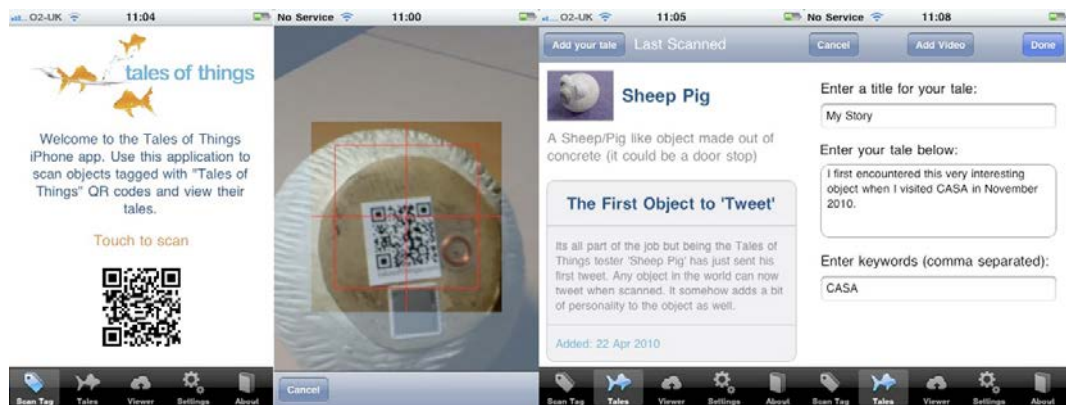 O2-UK 11:04
tales of things
Welcome to the Tales of Things
iPhone app. Use this application to
scan objects tagged with "Tales of
Things" QR codes and view their
tales.
Touch to scan
Scan Tag Tales Viewer Settings About
No Service 11:00
Cancel
O2-UK 11:05
Add your tale Last Scanned
Sheep Pig
A Sheep/Pig like object made out of
concrete (it could be a door stop)
The First Object to 'Tweet'
Its all part of the job but being the Tales of
Things tester 'Sheep Pig' has just sent his
first tweet. Any object in the world can now
tweet when scanned. It somehow adds a bit
of personality to the object as well.
Added: 22 Apr 2010
Scan Tag Tales Viewer Settings About
No Service 11:08
Cancel Add Video Done
Enter a title for your tale:
My Story
Enter your tale below:
I first encountered this very interesting
object when I visited CASA in November
2010.
Enter keywords (comma separated):
CASA
Scan Tag Tales Viewer Settings About